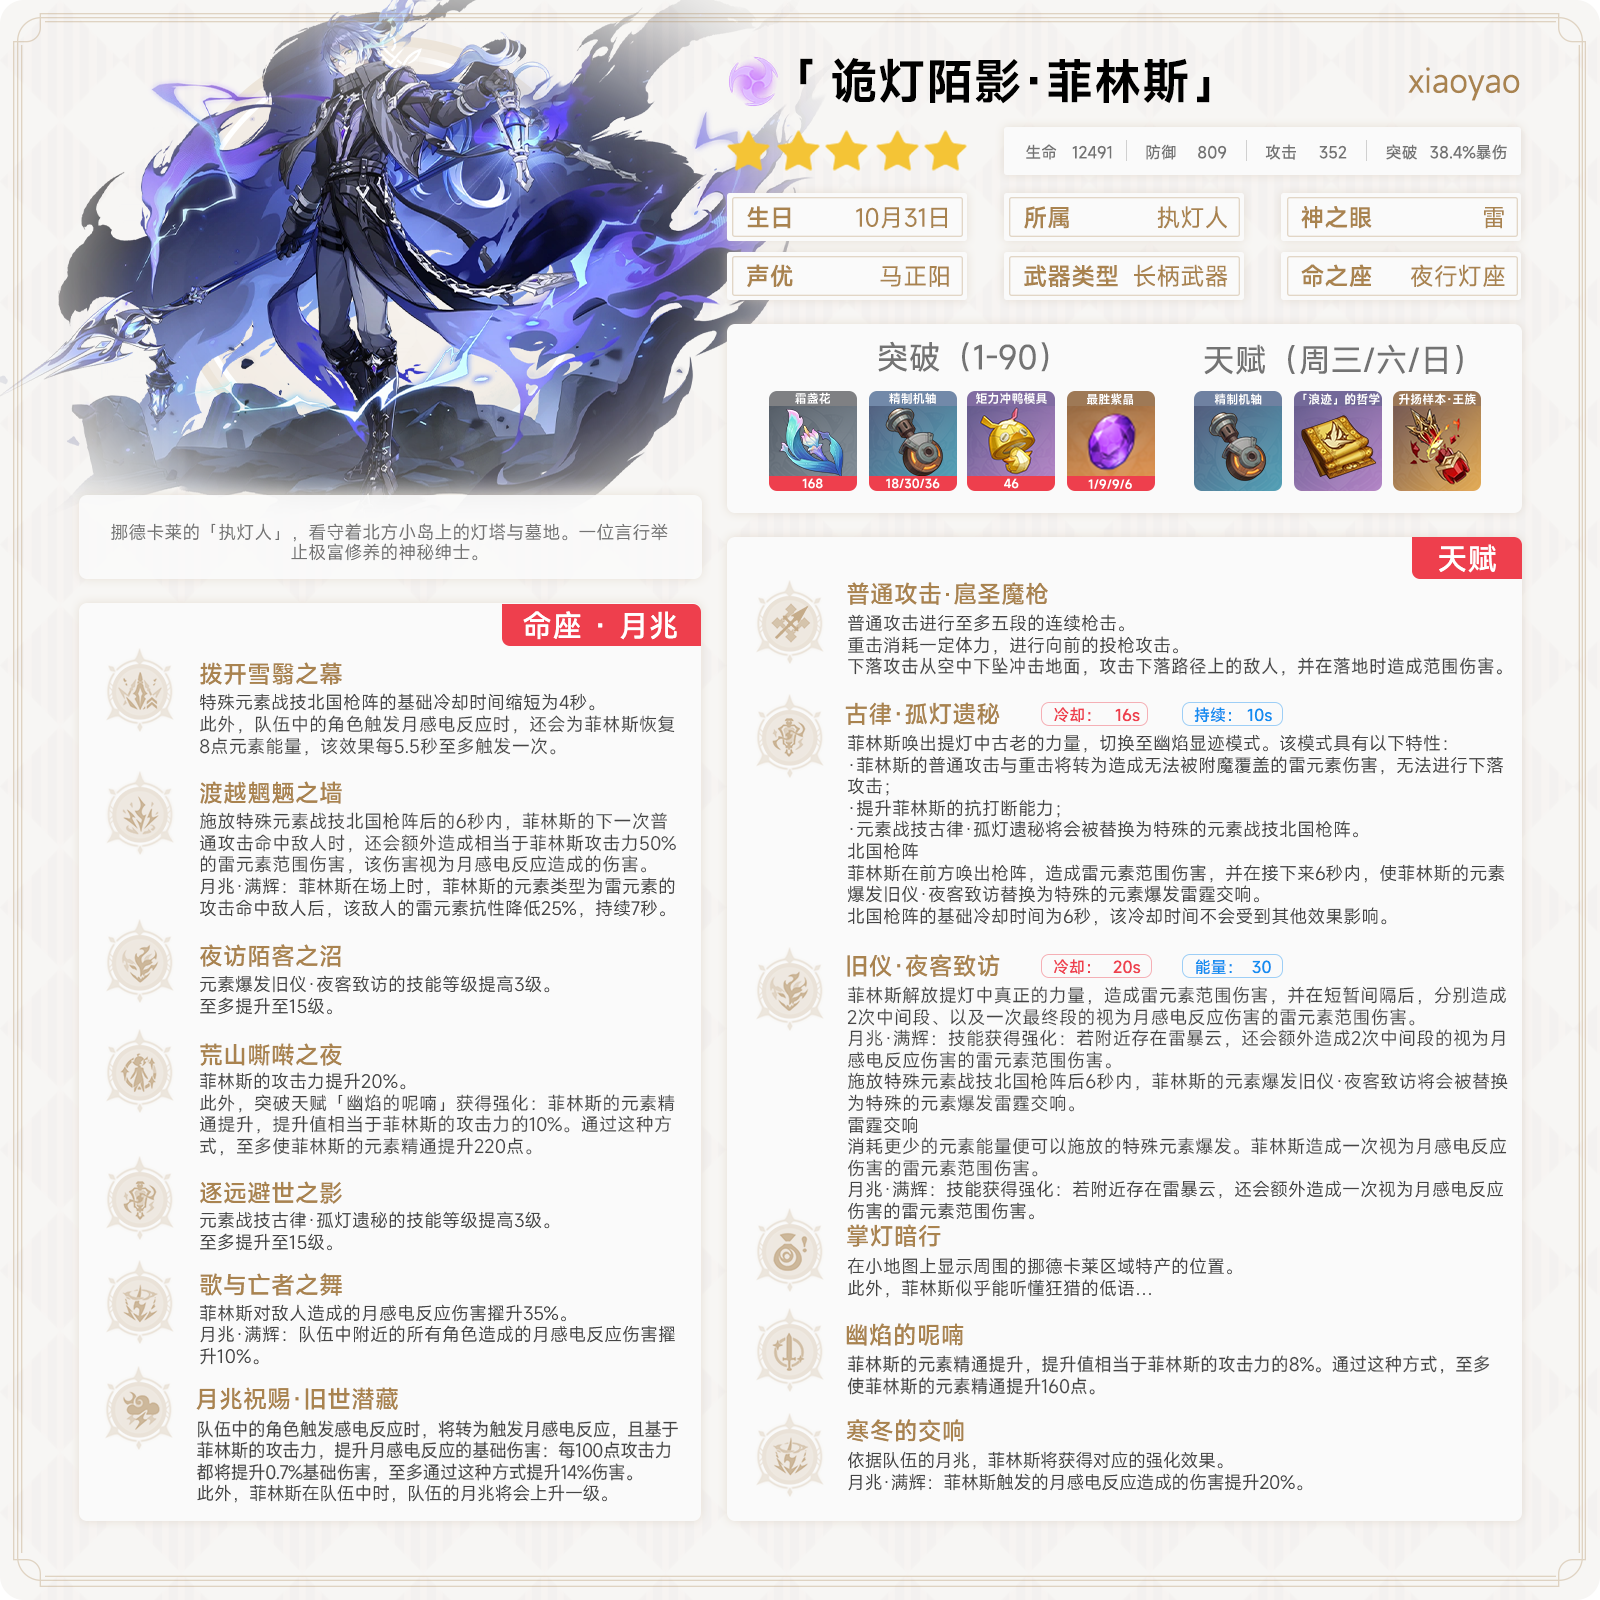 「 诡灯陌影·菲林斯」
xiaoyao
生命 12491 防御 809 攻击 352 突破 38.4%暴伤
生日 10月31日
所属 执灯人
神之眼 雷
声优 马正阳
武器类型 长柄武器
命之座 夜行灯座
突破（1-90）
天赋（周三/六/日）
霜盏花
精制机轴
矩力冲鸭模具
最胜紫晶
精制机轴
「浪迹」的哲学
升扬样本·王族
168
18/30/36
46
1/9/9/6
挪德卡莱的「执灯人」，看守着北方小岛上的灯塔与墓地。一位言行举
止极富修养的神秘绅士。
命座 · 月兆
拨开雪翳之幕
特殊元素战技北国枪阵的基础冷却时间缩短为4秒。
此外，队伍中的角色触发月感电反应时，还会为菲林斯恢复
8点元素能量，该效果每5.5秒至多触发一次。
渡越魍魉之墙
施放特殊元素战技北国枪阵后的6秒内，菲林斯的下一次普
通攻击命中敌人时，还会额外造成相当于菲林斯攻击力50%
的雷元素范围伤害，该伤害视为月感电反应造成的伤害。
月兆·满辉：菲林斯在场上时，菲林斯的元素类型为雷元素的
攻击命中敌人后，该敌人的雷元素抗性降低25%，持续7秒。
夜访陌客之沼
元素爆发旧仪·夜客致访的技能等级提高3级。
至多提升至15级。
荒山嘶啭之夜
菲林斯的攻击力提升20%。
此外，突破天赋「幽焰的呢喃」获得强化：菲林斯的元素精
通提升，提升值相当于菲林斯的攻击力的10%。通过这种方
式，至多使菲林斯的元素精通提升220点。
逐远避世之影
元素战技古律·孤灯遗秘的技能等级提高3级。
至多提升至15级。
歌与亡者之舞
菲林斯对敌人造成的月感电反应伤害擢升35%。
月兆·满辉：队伍中附近的所有角色造成的月感电反应伤害擢
升10%。
月兆祝赐·旧世潜藏
队伍中的角色触发感电反应时，将转为触发月感电反应，且基于
菲林斯的攻击力，提升月感电反应的基础伤害：每100点攻击力
都将提升0.7%基础伤害，至多通过这种方式提升14%伤害。
此外，菲林斯在队伍中时，队伍的月兆将会上升一级。
天赋
普通攻击·扈圣魔枪
普通攻击进行至多五段的连续枪击。
重击消耗一定体力，进行向前的投枪攻击。
下落攻击从空中下坠冲击地面，攻击下落路径上的敌人，并在落地时造成范围伤害。
古律·孤灯遗秘 冷却： 16s 持续： 10s
菲林斯唤出提灯中古老的力量，切换至幽焰显迹模式。该模式具有以下特性：
·菲林斯的普通攻击与重击将转为造成无法被附魔覆盖的雷元素伤害，无法进行下落
攻击；
·提升菲林斯的抗打断能力；
·元素战技古律·孤灯遗秘将会被替换为特殊的元素战技北国枪阵。
北国枪阵
菲林斯在前方唤出枪阵，造成雷元素范围伤害，并在接下来6秒内，使菲林斯的元素
爆发旧仪·夜客致访替换为特殊的元素爆发雷霆交响。
北国枪阵的基础冷却时间为6秒，该冷却时间不会受到其他效果影响。
旧仪·夜客致访 冷却： 20s 能量： 30
菲林斯解放提灯中真正的力量，造成雷元素范围伤害，并在短暂间隔后，分别造成
2次中间段、以及一次最终段的视为月感电反应伤害的雷元素范围伤害。
月兆·满辉：技能获得强化：若附近存在雷暴云，还会额外造成2次中间段的视为月
感电反应伤害的雷元素范围伤害。
施放特殊元素战技北国枪阵后6秒内，菲林斯的元素爆发旧仪·夜客致访将会被替换
为特殊的元素爆发雷霆交响。
雷霆交响
消耗更少的元素能量便可以施放的特殊元素爆发。菲林斯造成一次视为月感电反应
伤害的雷元素范围伤害。
月兆·满辉：技能获得强化：若附近存在雷暴云，还会额外造成一次视为月感电反应
伤害的雷元素范围伤害。
掌灯暗行
在小地图上显示周围的挪德卡莱区域特产的位置。
此外，菲林斯似乎能听懂狂猎的低语…
幽焰的呢喃
菲林斯的元素精通提升，提升值相当于菲林斯的攻击力的8%。通过这种方式，至多
使菲林斯的元素精通提升160点。
寒冬的交响
依据队伍的月兆，菲林斯将获得对应的强化效果。
月兆·满辉：菲林斯触发的月感电反应造成的伤害提升20%。